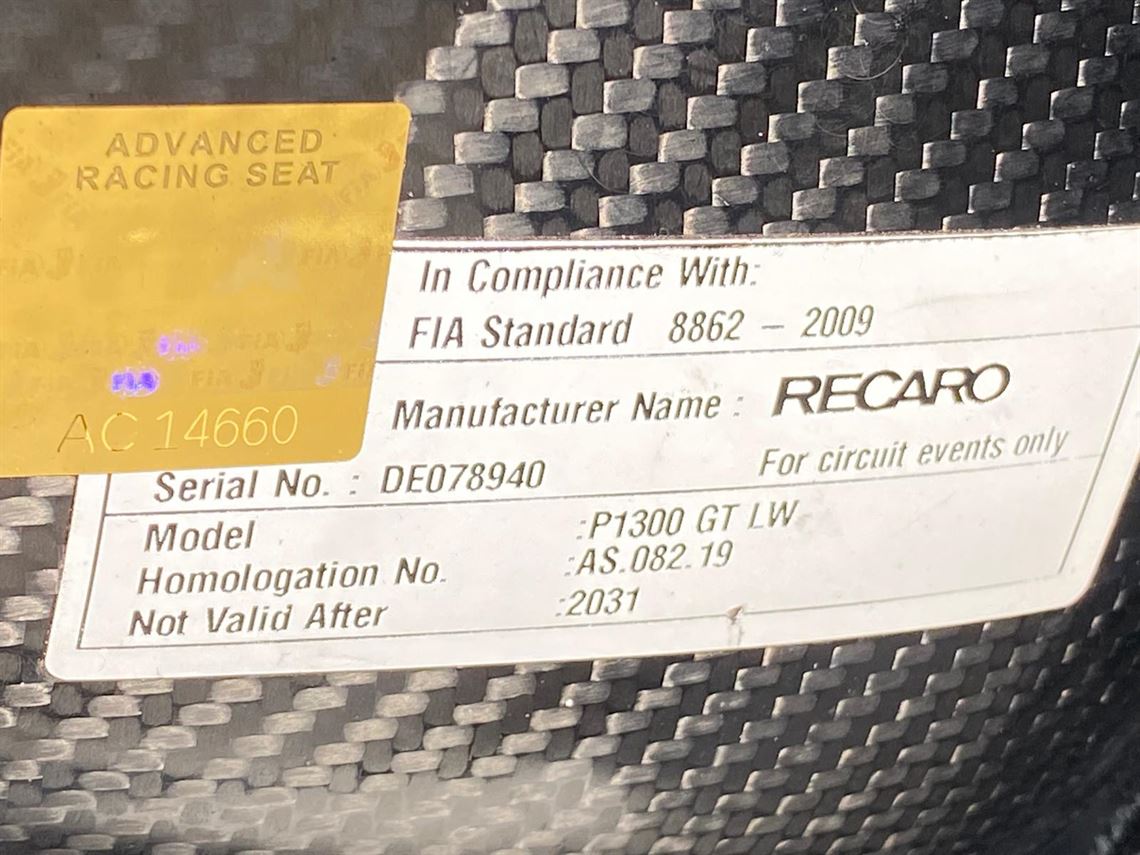 ADVANCED
RACING SEAT
AC 14660
In Compliance With:
FIA Standard 8862 – 2009
Manufacturer Name : RECARO
For circuit events only
Serial No. : DE078940
Model :P1300 GT LW
Homologation No. :AS.082.19
Not Valid After :2031